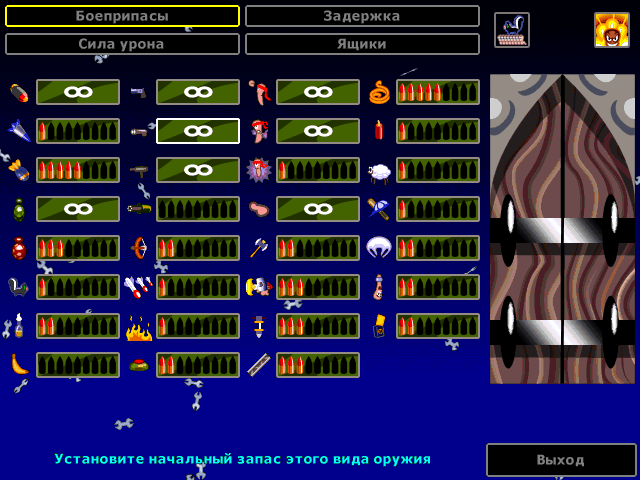 Боеприпасы
Задержка
Сила урона
Ящики
Установите начальный запас этого вида оружия
Выход